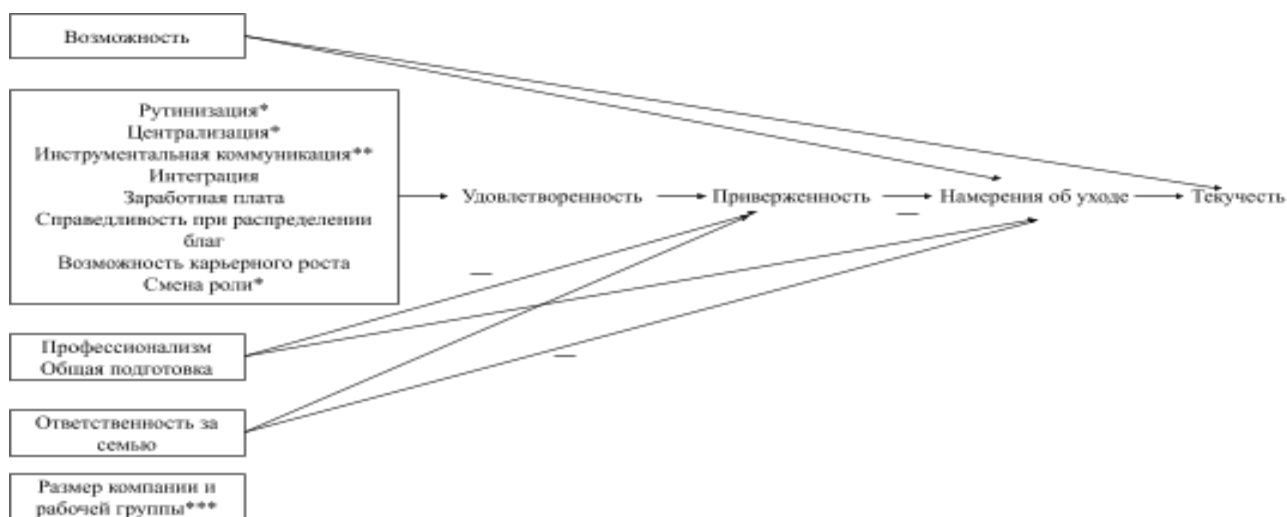 Возможность
Рутинизация*
Централизация*
Инструментальная коммуникация**
Интеграция
Заработная плата
Справедливость при распределении
благ
Возможность карьерного роста
Смена роли*
Удовлетворенность
Приверженность
Намерения об уходе
Текучесть
—
—
—
Профессионализм
Общая подготовка
Ответственность за
семью
Размер компании и
рабочей группы***